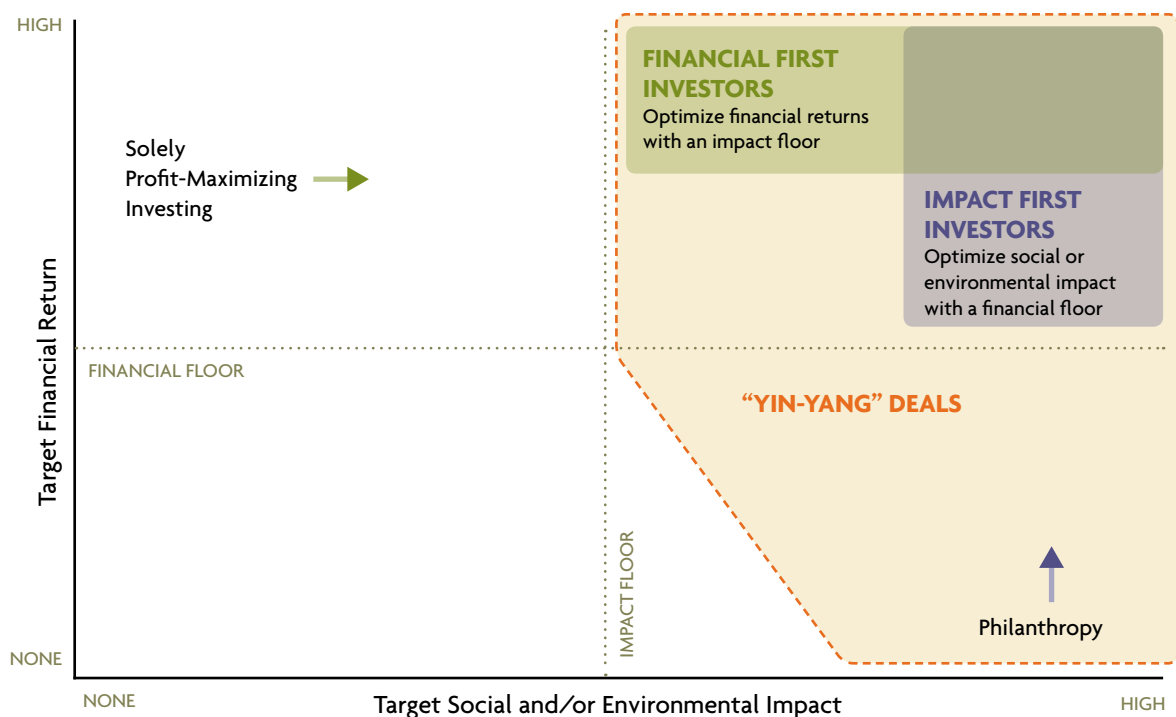 HIGH
FINANCIAL FIRST
INVESTORS
Optimize financial returns
with an impact floor
Solely
Profit-Maximizing
Investing
IMPACT FIRST
INVESTORS
Optimize social or
environmental impact
with a financial floor
Target Financial Return
FINANCIAL FLOOR
“YIN-YANG” DEALS
IMPACT FLOOR
Philanthropy
NONE
NONE
Target Social and/or Environmental Impact
HIGH